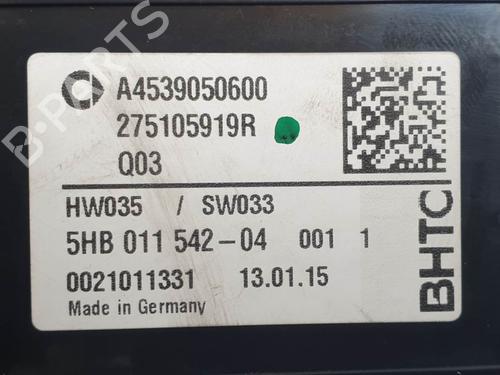 A4539050600
275105919R
Q03
HW035 / SW033
5HB 011 542-04 001 1
0021011331 13.01.15
Made in Germany
BHTC
B-PARTS